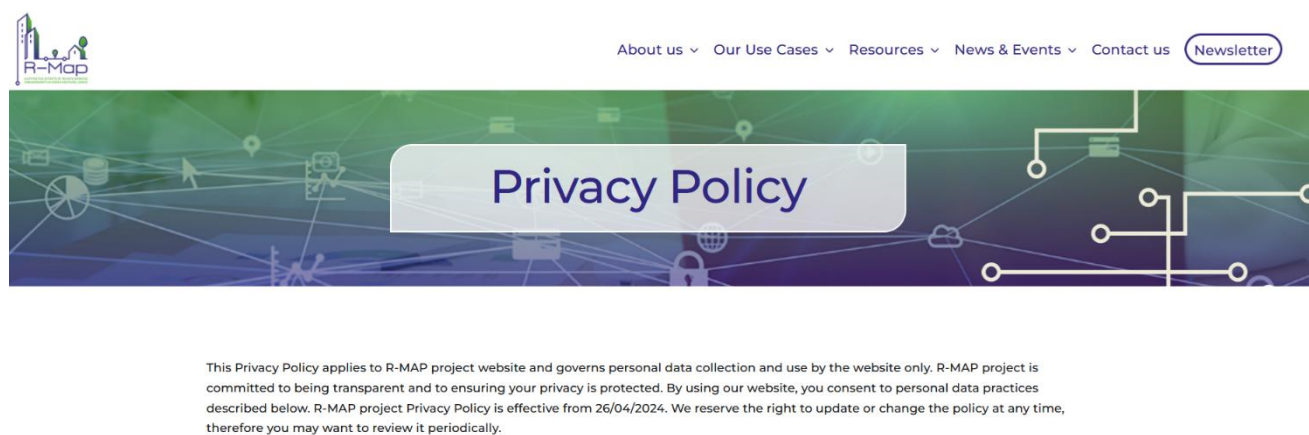 R-Map
About us Our Use Cases Resources News & Events Contact us Newsletter
Privacy Policy
This Privacy Policy applies to R-MAP project website and governs personal data collection and use by the website only. R-MAP project is
committed to being transparent and to ensuring your privacy is protected. By using our website, you consent to personal data practices
described below. R-MAP project Privacy Policy is effective from 26/04/2024. We reserve the right to update or change the policy at any time,
therefore you may want to review it periodically.